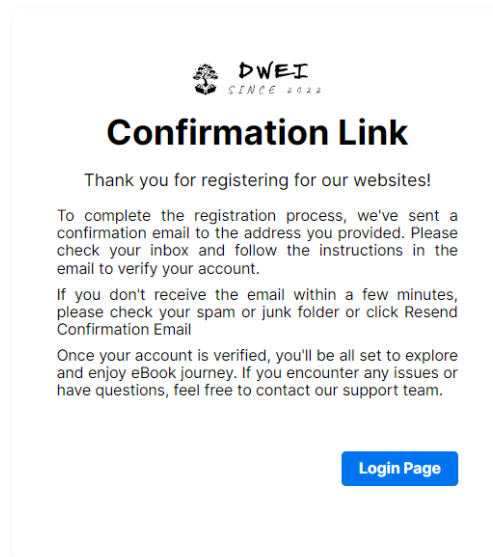 DWEI
SINCE 2022
Confirmation Link
Thank you for registering for our websites!
To complete the registration process, we've sent a
confirmation email to the address you provided. Please
check your inbox and follow the instructions in the
email to verify your account.
If you don't receive the email within a few minutes,
please check your spam or junk folder or click Resend
Confirmation Email
Once your account is verified, you'll be all set to explore
and enjoy eBook journey. If you encounter any issues or
have questions, feel free to contact our support team.
Login Page